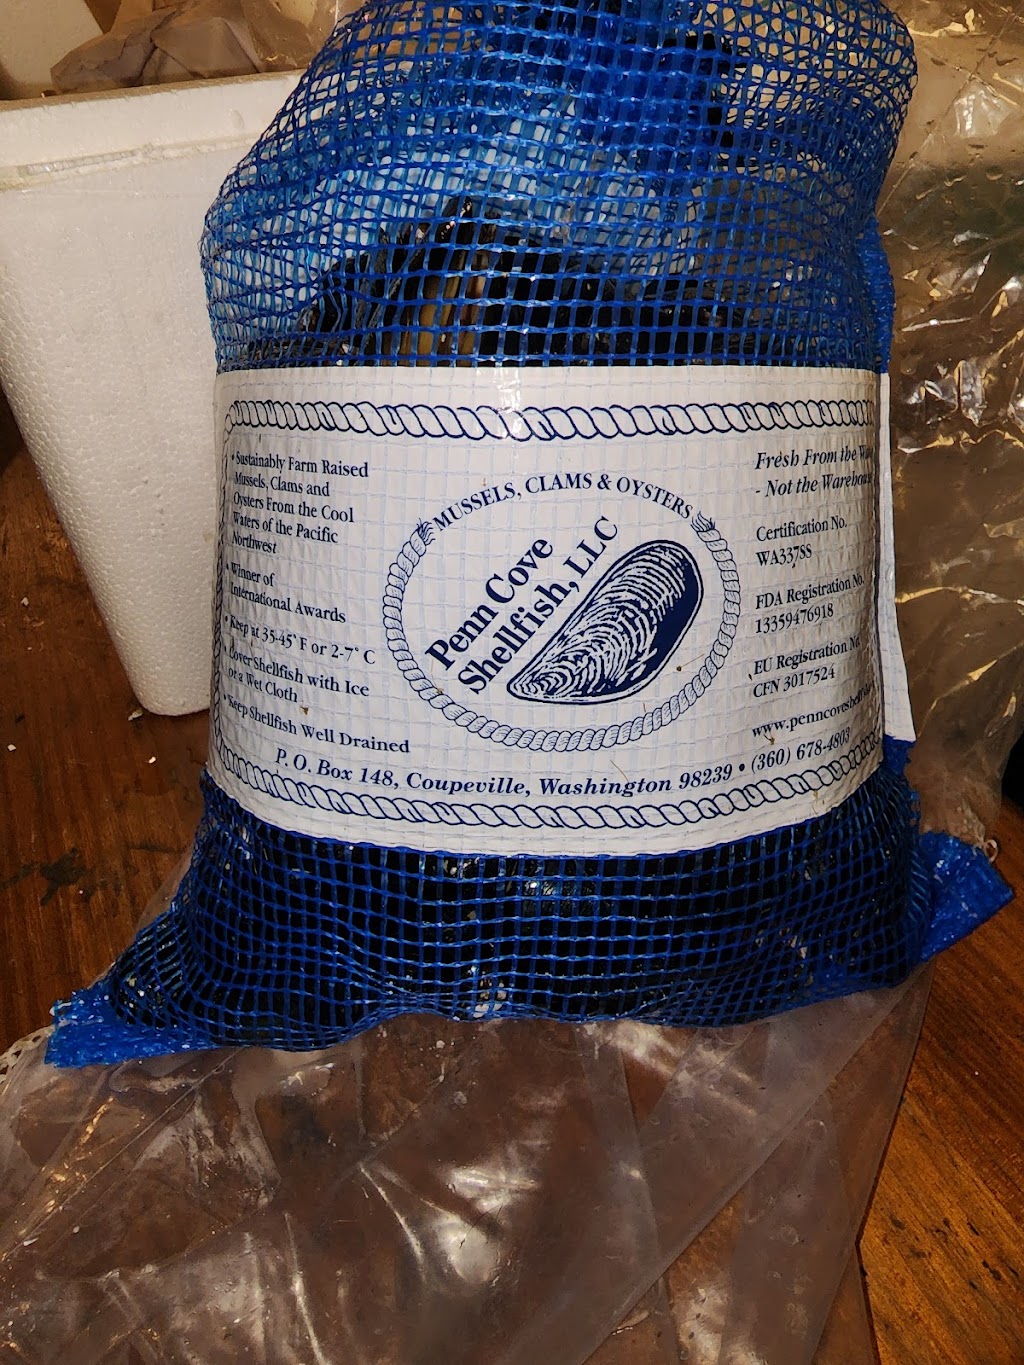 • Sustainably Farm Raised
Mussels, Clams and
Oysters From the Cool
Waters of the Pacific
Northwest
• Winner of
International Awards
• Keep at 35-45° F or 2-7° C
• Cover Shellfish with Ice
or a Wet Cloth
• Keep Shellfish Well Drained
MUSSELS, CLAMS & OYSTERS
Penn Cove
Shellfish, LLC
Fresh From the
- Not the
Certification No.
WA337SS
FDA Registration No.
13359476918
EU Registration No.
CFN 3017524
P. O. Box 148, Coupeville, Washington 98239 • (360) 678-4803